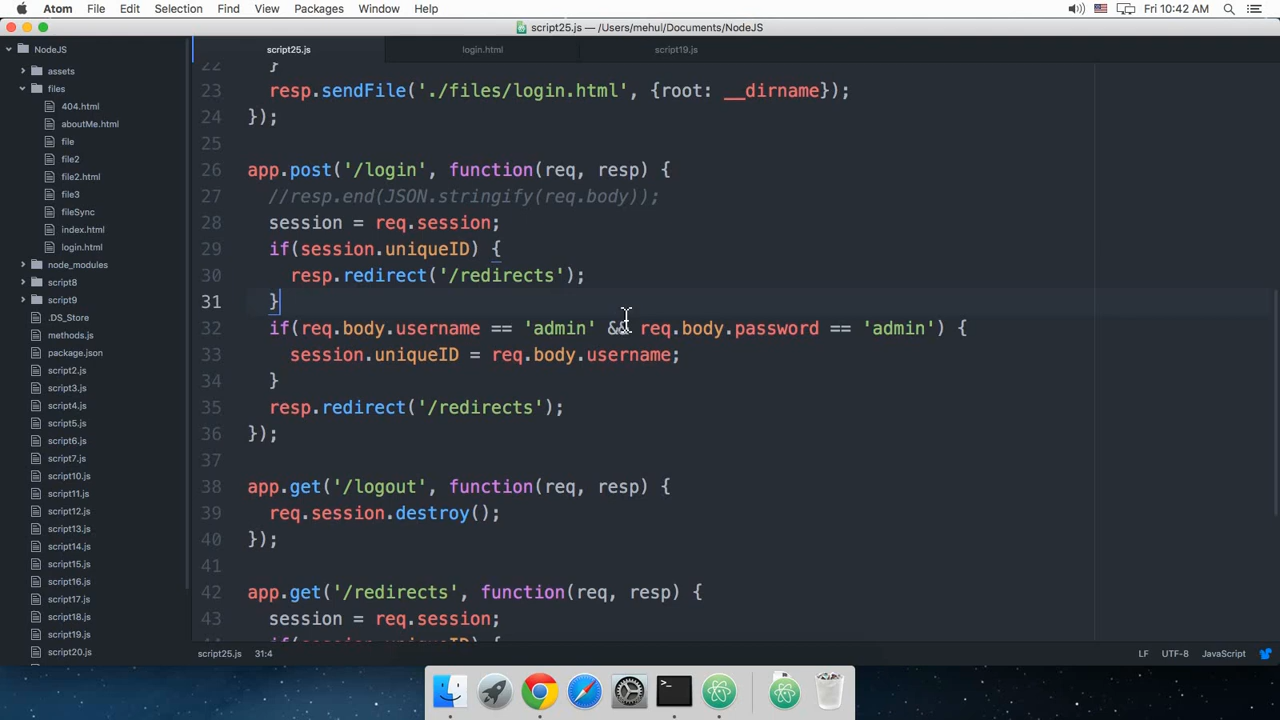 Atom File Edit Selection Find View Packages Window Help Fri 10:42 AM
script25.js — /Users/mehul/Documents/NodeJS
NodeJS
assets
files
404.html
aboutMe.html
file
file2
file2.html
file3
fileSync
index.html
login.html
node_modules
script8
script9
.DS_Store
methods.js
package.json
script2.js
script3.js
script4.js
script5.js
script6.js
script7.js
script10.js
script11.js
script12.js
script13.js
script14.js
script15.js
script16.js
script17.js
script18.js
script19.js
script20.js
script25.js login.html script19.js
22 }
23 resp.sendFile('./files/login.html', {root: __dirname});
24 });
25
26 app.post('/login', function(req, resp) {
27 //resp.end(JSON.stringify(req.body));
28 session = req.session;
29 if(session.uniqueID) {
30 resp.redirect('/redirects');
31 }
32 if(req.body.username == 'admin' && req.body.password == 'admin') {
33 session.uniqueID = req.body.username;
34 }
35 resp.redirect('/redirects');
36 });
37
38 app.get('/logout', function(req, resp) {
39 req.session.destroy();
40 });
41
42 app.get('/redirects', function(req, resp) {
43 session = req.session;
44 if(session.uniqueID) {
script25.js 31:4 LF UTF-8 JavaScript